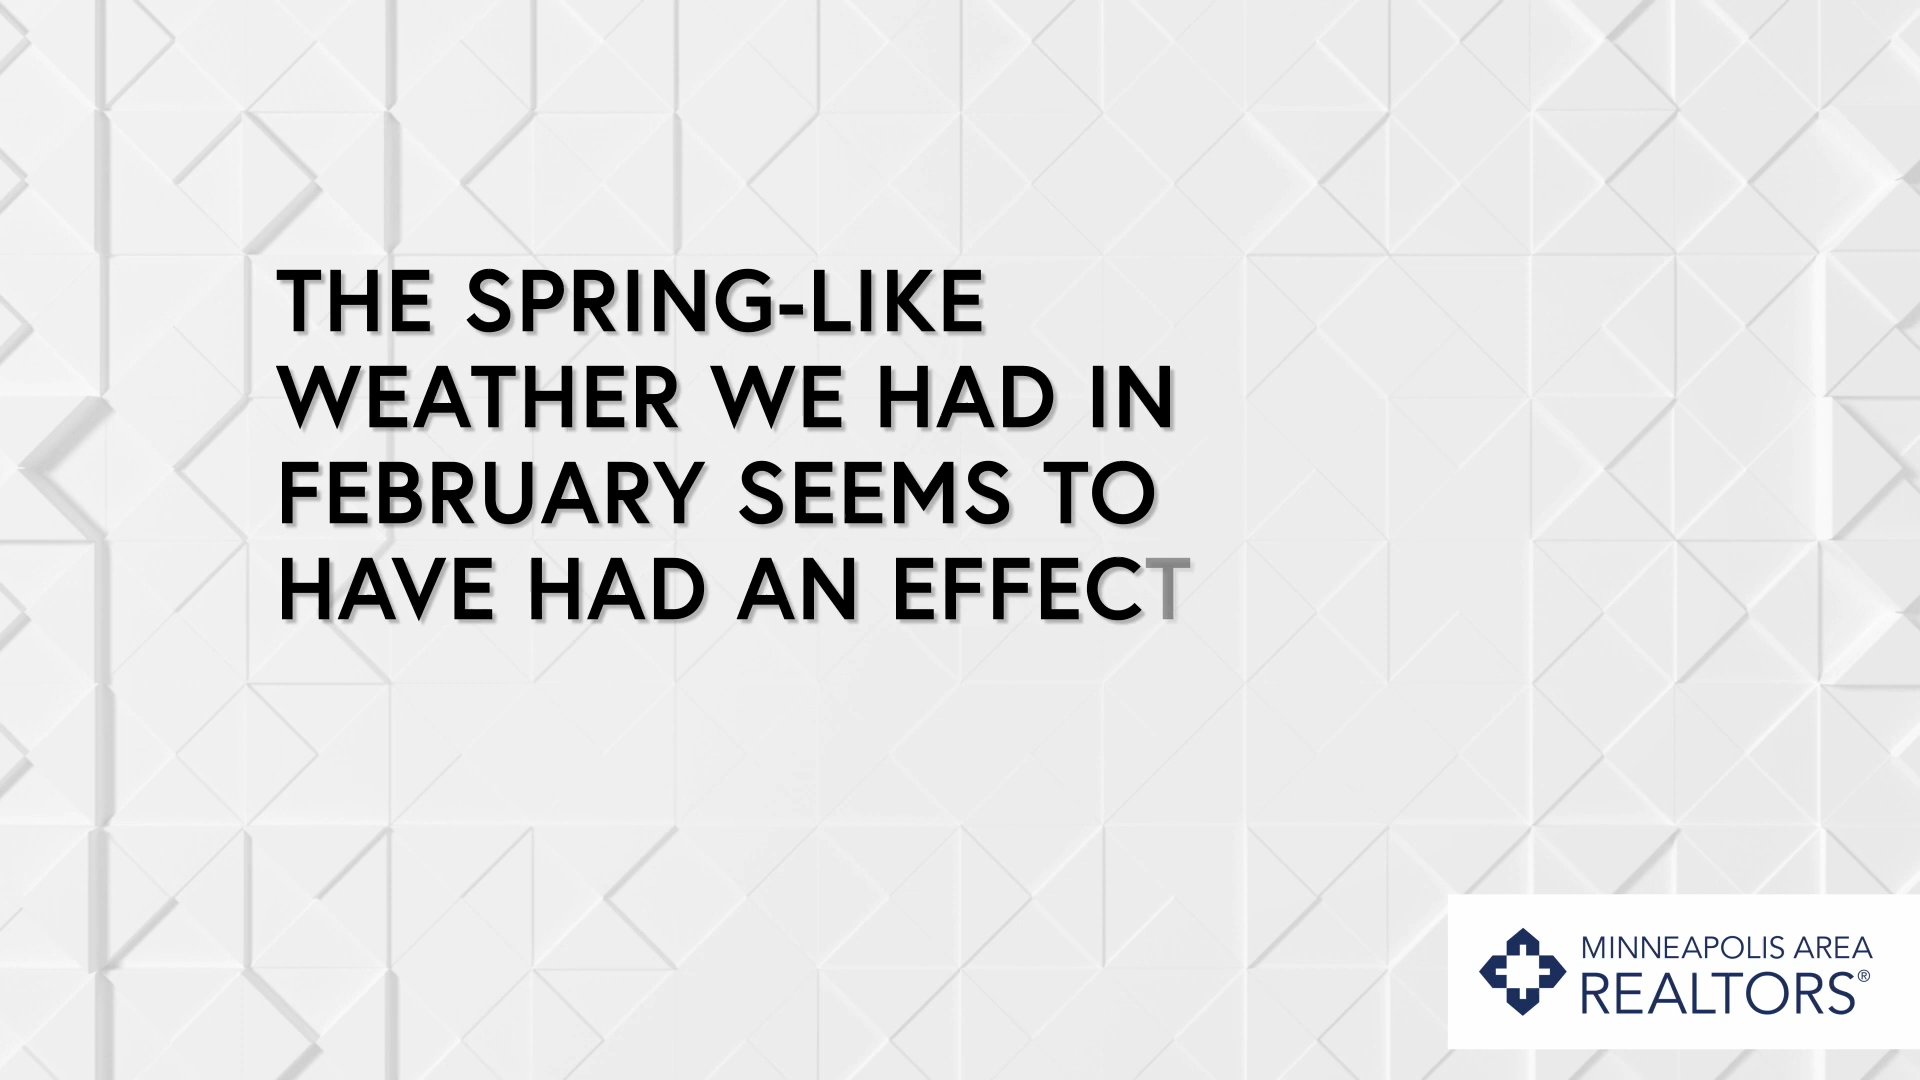 THE SPRING-LIKE
WEATHER WE HAD IN
FEBRUARY SEEMS TO
HAVE HAD AN EFFECT
MINNEAPOLIS AREA
REALTORS®